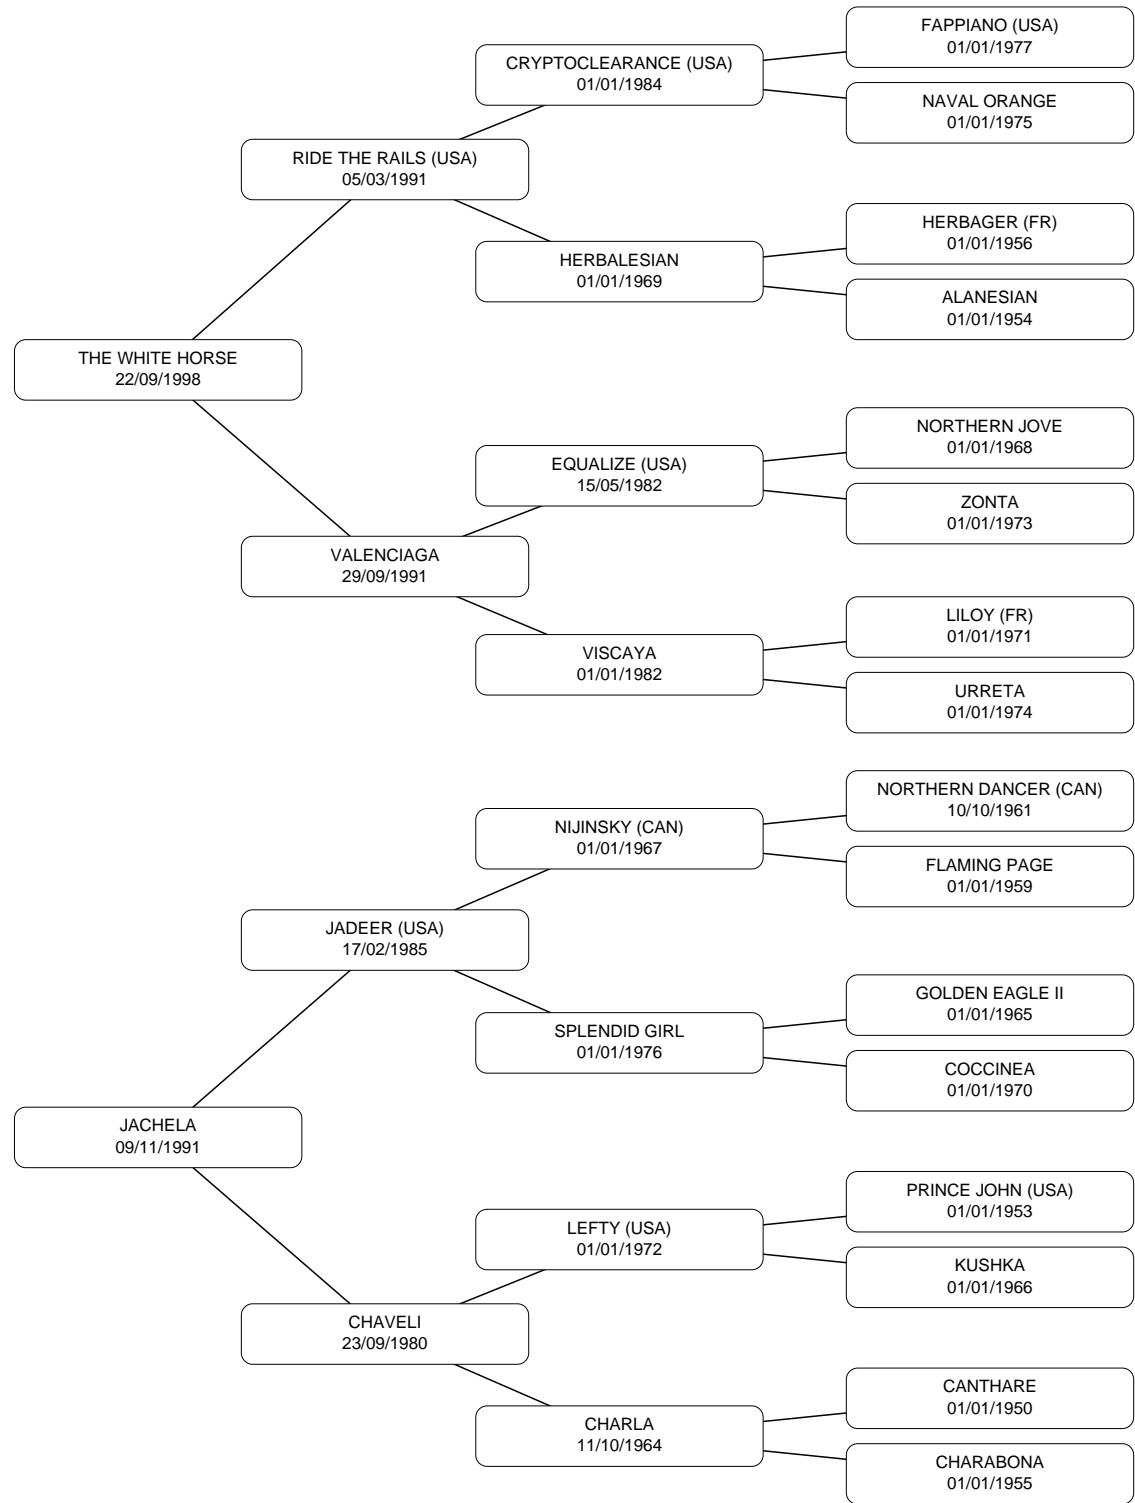 FAPPIANO (USA)
01/01/1977
CRYPTOCLEARANCE (USA)
01/01/1984
NAVAL ORANGE
01/01/1975
RIDE THE RAILS (USA)
05/03/1991
HERBAGER (FR)
01/01/1956
HERBALESIAN
01/01/1969
ALANESIAN
01/01/1954
THE WHITE HORSE
22/09/1998
NORTHERN JOVE
01/01/1968
EQUALIZE (USA)
15/05/1982
ZONTA
01/01/1973
VALENCIAGA
29/09/1991
LILOY (FR)
01/01/1971
VISCAYA
01/01/1982
URRETA
01/01/1974
NORTHERN DANCER (CAN)
10/10/1961
NIJINSKY (CAN)
01/01/1967
FLAMING PAGE
01/01/1959
JADEER (USA)
17/02/1985
GOLDEN EAGLE II
01/01/1965
SPLENDID GIRL
01/01/1976
COCCINEA
01/01/1970
JACHELA
09/11/1991
PRINCE JOHN (USA)
01/01/1953
LEFTY (USA)
01/01/1972
KUSHKA
01/01/1966
CHAVELI
23/09/1980
CANTHARE
01/01/1950
CHARLA
11/10/1964
CHARABONA
01/01/1955